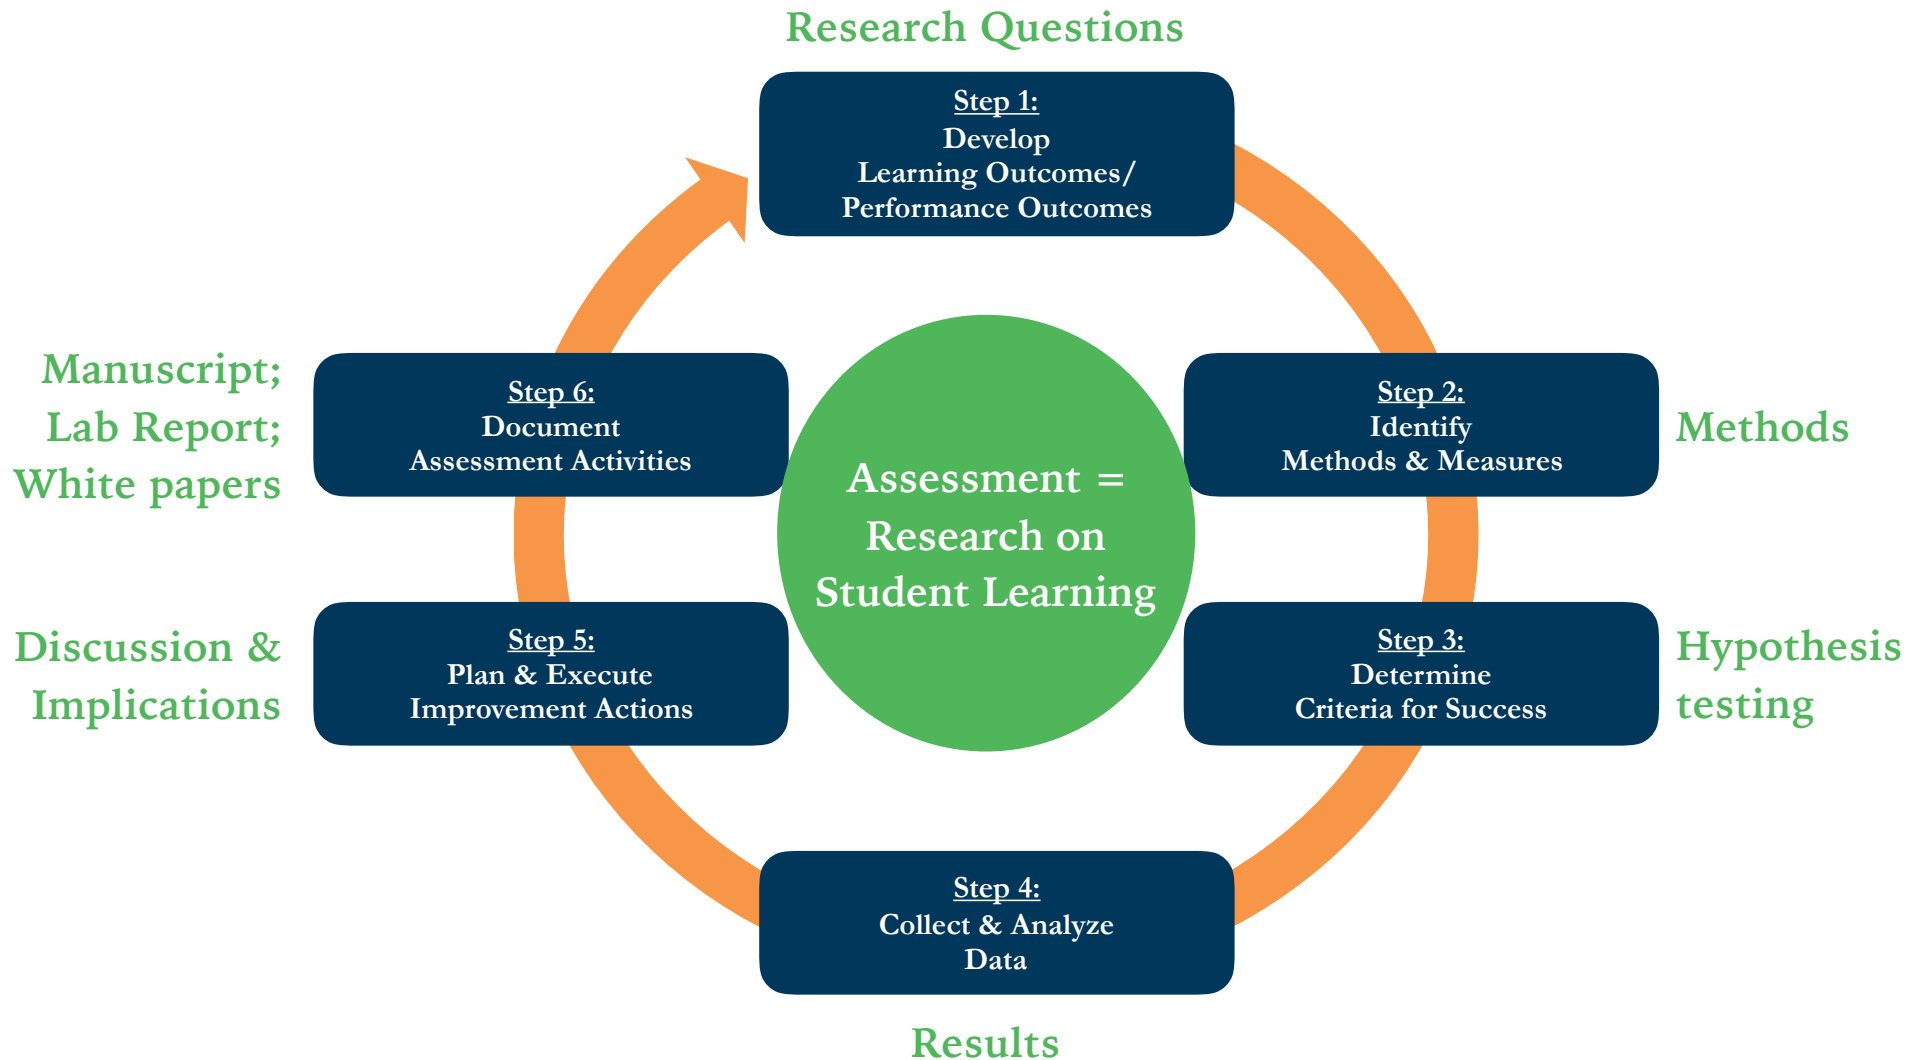 Research Questions
Step 1:
Develop
Learning Outcomes/
Performance Outcomes
Step 2:
Identify
Methods & Measures
Methods
Step 3:
Determine
Criteria for Success
Hypothesis
testing
Step 4:
Collect & Analyze
Data
Results
Step 5:
Plan & Execute
Improvement Actions
Discussion &
Implications
Step 6:
Document
Assessment Activities
Manuscript;
Lab Report;
White papers
Assessment =
Research on
Student Learning